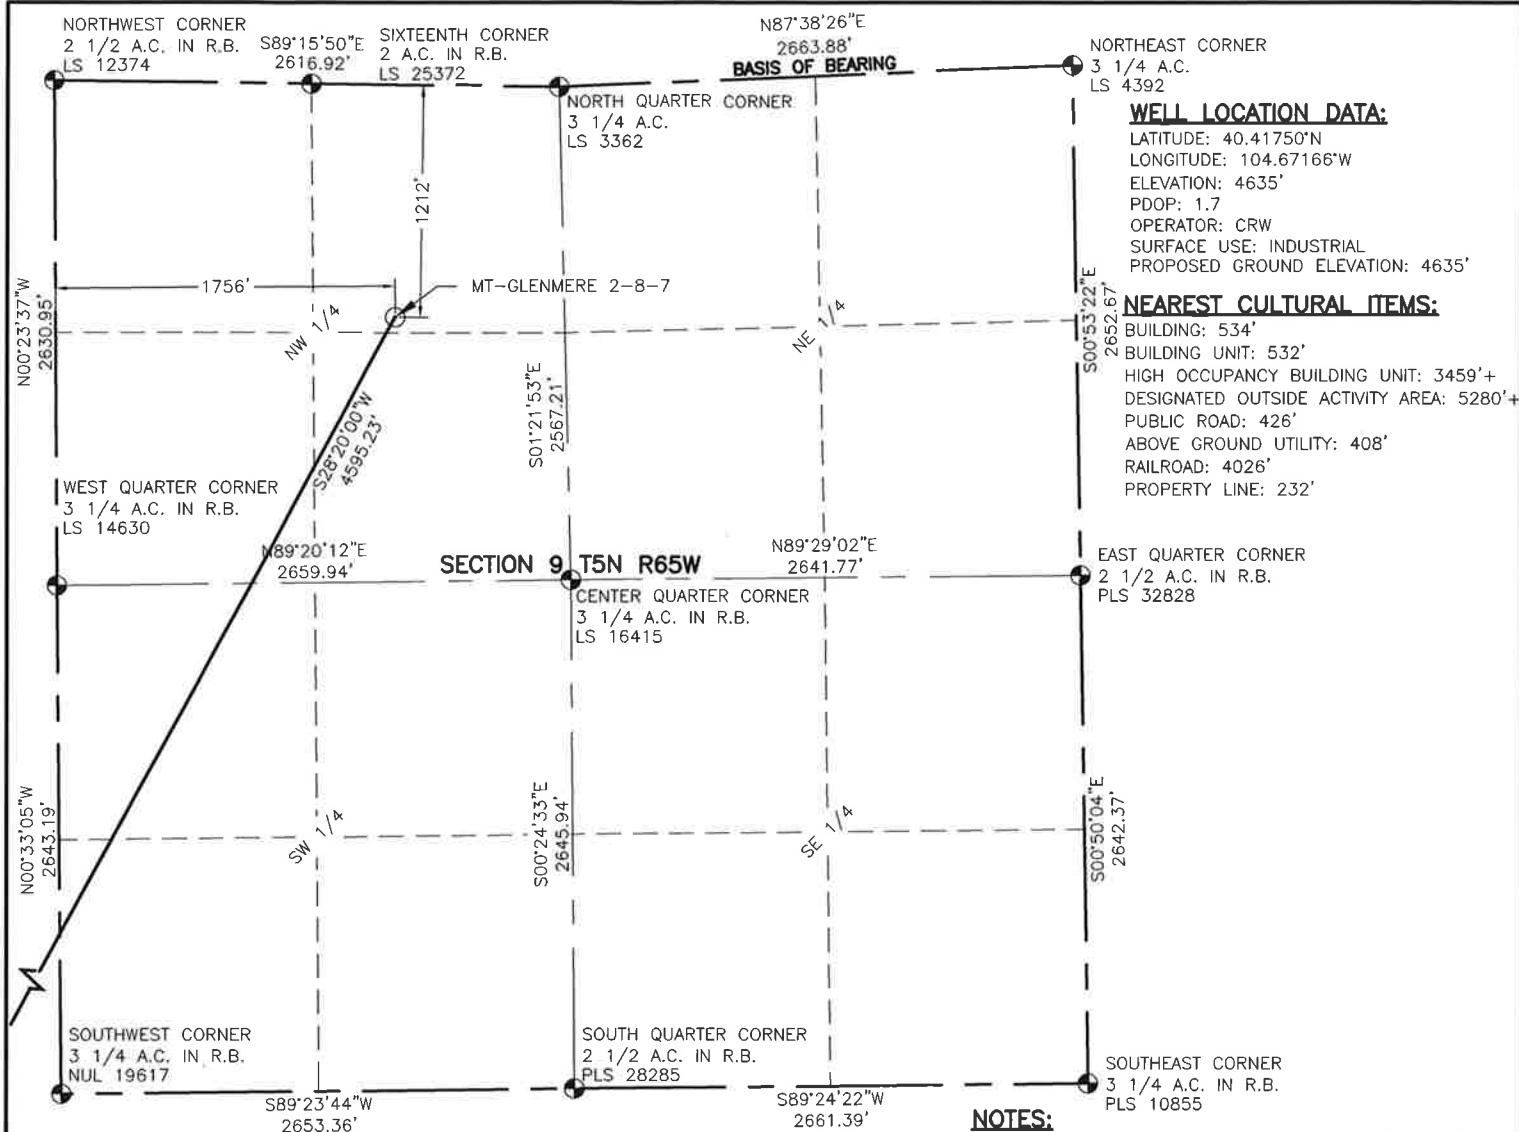 NORTHWEST CORNER
2 1/2 A.C. IN R.B.
LS 12374
S89°15'50"E
2616.92'
SIXTEENTH CORNER
2 A.C. IN R.B.
LS 25372
N87°38'26"E
2663.88'
BASIS OF BEARING
NORTHEAST CORNER
3 1/4 A.C.
LS 4392
NORTH QUARTER CORNER
3 1/4 A.C.
LS 3362
WELL LOCATION DATA:
LATITUDE: 40.41750°N
LONGITUDE: 104.67166°W
ELEVATION: 4635'
PDOP: 1.7
OPERATOR: CRW
SURFACE USE: INDUSTRIAL
PROPOSED GROUND ELEVATION: 4635'
1212'
1756'
MT-GLENMERE 2-8-7
N00°23'37"W
2630.95'
NW 1/4
NE 1/4
S00°53'22"E
2652.67'
NEAREST CULTURAL ITEMS:
BUILDING: 534'
BUILDING UNIT: 532'
HIGH OCCUPANCY BUILDING UNIT: 3459'+
DESIGNATED OUTSIDE ACTIVITY AREA: 5280'+
PUBLIC ROAD: 426'
ABOVE GROUND UTILITY: 408'
RAILROAD: 4026'
PROPERTY LINE: 232'
S28°20'00"W
4595.23'
S01°21'53"E
2567.21'
WEST QUARTER CORNER
3 1/4 A.C. IN R.B.
LS 14630
N89°20'12"E
2659.94'
SECTION 9 T5N R65W
N89°29'02"E
2641.77'
EAST QUARTER CORNER
2 1/2 A.C. IN R.B.
PLS 32828
CENTER QUARTER CORNER
3 1/4 A.C. IN R.B.
LS 16415
N00°33'05"W
2643.19'
SW 1/4
S00°24'33"E
2645.94'
SE 1/4
S00°50'04"E
2642.37'
SOUTHWEST CORNER
3 1/4 A.C. IN R.B.
NUL 19617
SOUTH QUARTER CORNER
2 1/2 A.C. IN R.B.
PLS 28285
SOUTHEAST CORNER
3 1/4 A.C. IN R.B.
PLS 10855
S89°23'44"W
2653.36'
S89°24'22"W
2661.39'
NOTES: